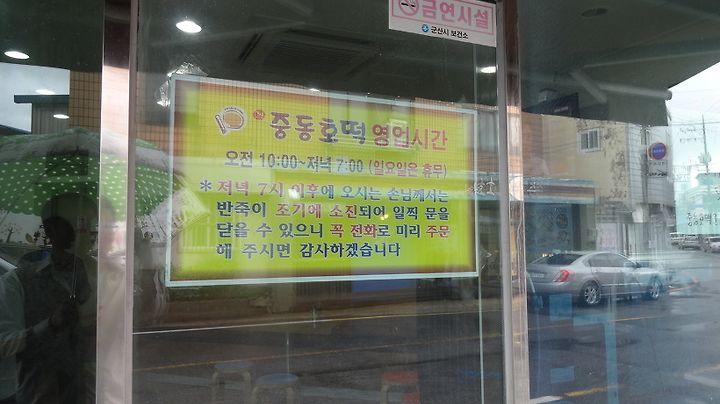 금연시설
군산시 보건소
중동호떡 영업시간
오전 10:00~저녁 7:00 (일요일은 휴무)
* 저녁 7시 이후에 오시는 손님께서는
반죽이 조기에 소진되어 일찍 문을
닫을 수 있으니 꼭 전화로 미리 주문
해 주시면 감사하겠습니다
중동호떡